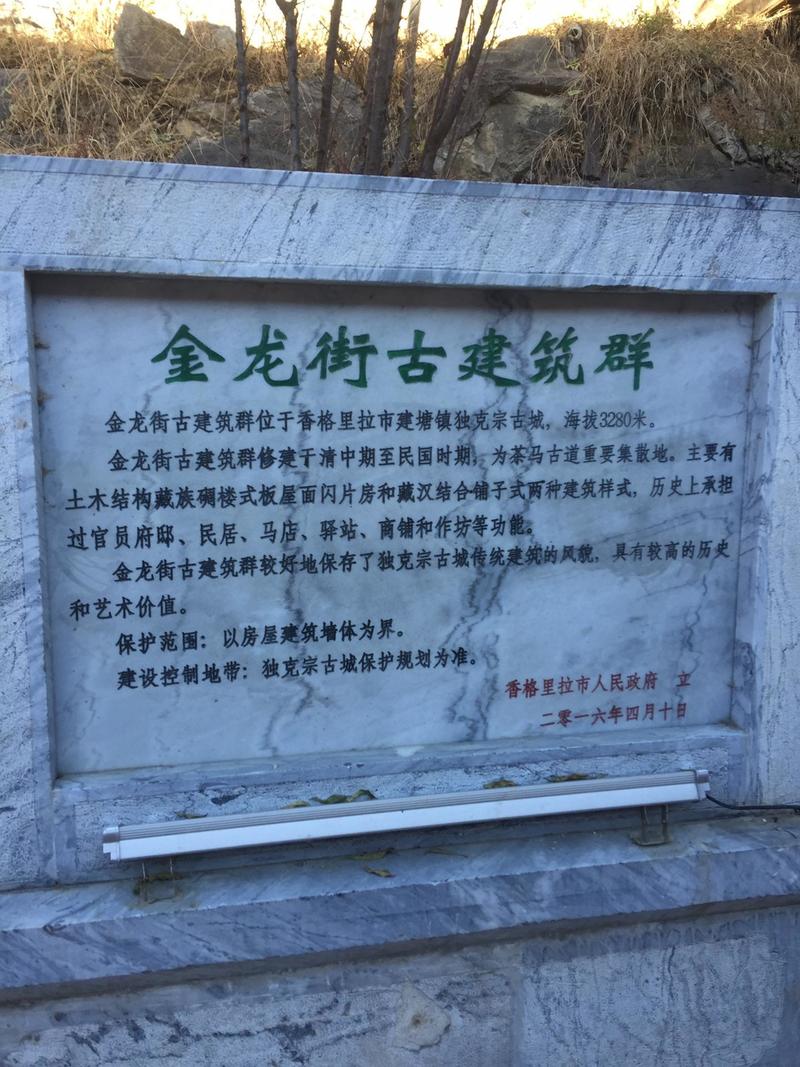 金龙街古建筑群
金龙街古建筑群位于香格里拉市建塘镇独克宗古城，海拔3280米。
金龙街古建筑群修建于清中期至民国时期，为茶马古道重要集散地。主要有
土木结构藏族碉楼式板屋面闪片房和藏汉结合铺子式两种建筑样式，历史上承担
过官员府邸、民居、马店、驿站、商铺和作坊等功能。
金龙街古建筑群较好地保存了独克宗古城传统建筑的风貌，具有较高的历史
和艺术价值。
保护范围：以房屋建筑墙体为界。
建设控制地带：独克宗古城保护规划为准。
香格里拉市人民政府 立
二零一六年四月十日